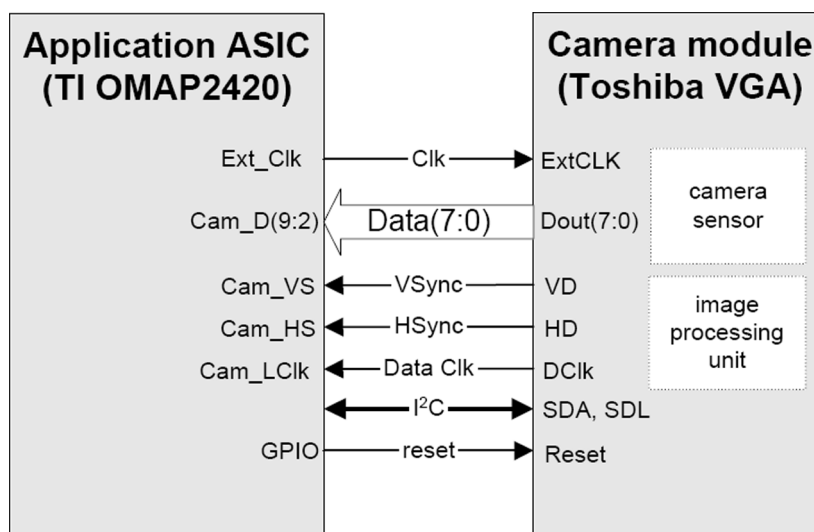 Application ASIC
(TI OMAP2420)
Camera module
(Toshiba VGA)
Ext_Clk Clk ExtCLK
Cam_D(9:2) Data(7:0) Dout(7:0)
camera
sensor
Cam_VS VSync VD
Cam_HS HSync HD
Cam_LClk Data Clk DClk
image
processing
unit
I²C SDA, SDL
GPIO reset Reset